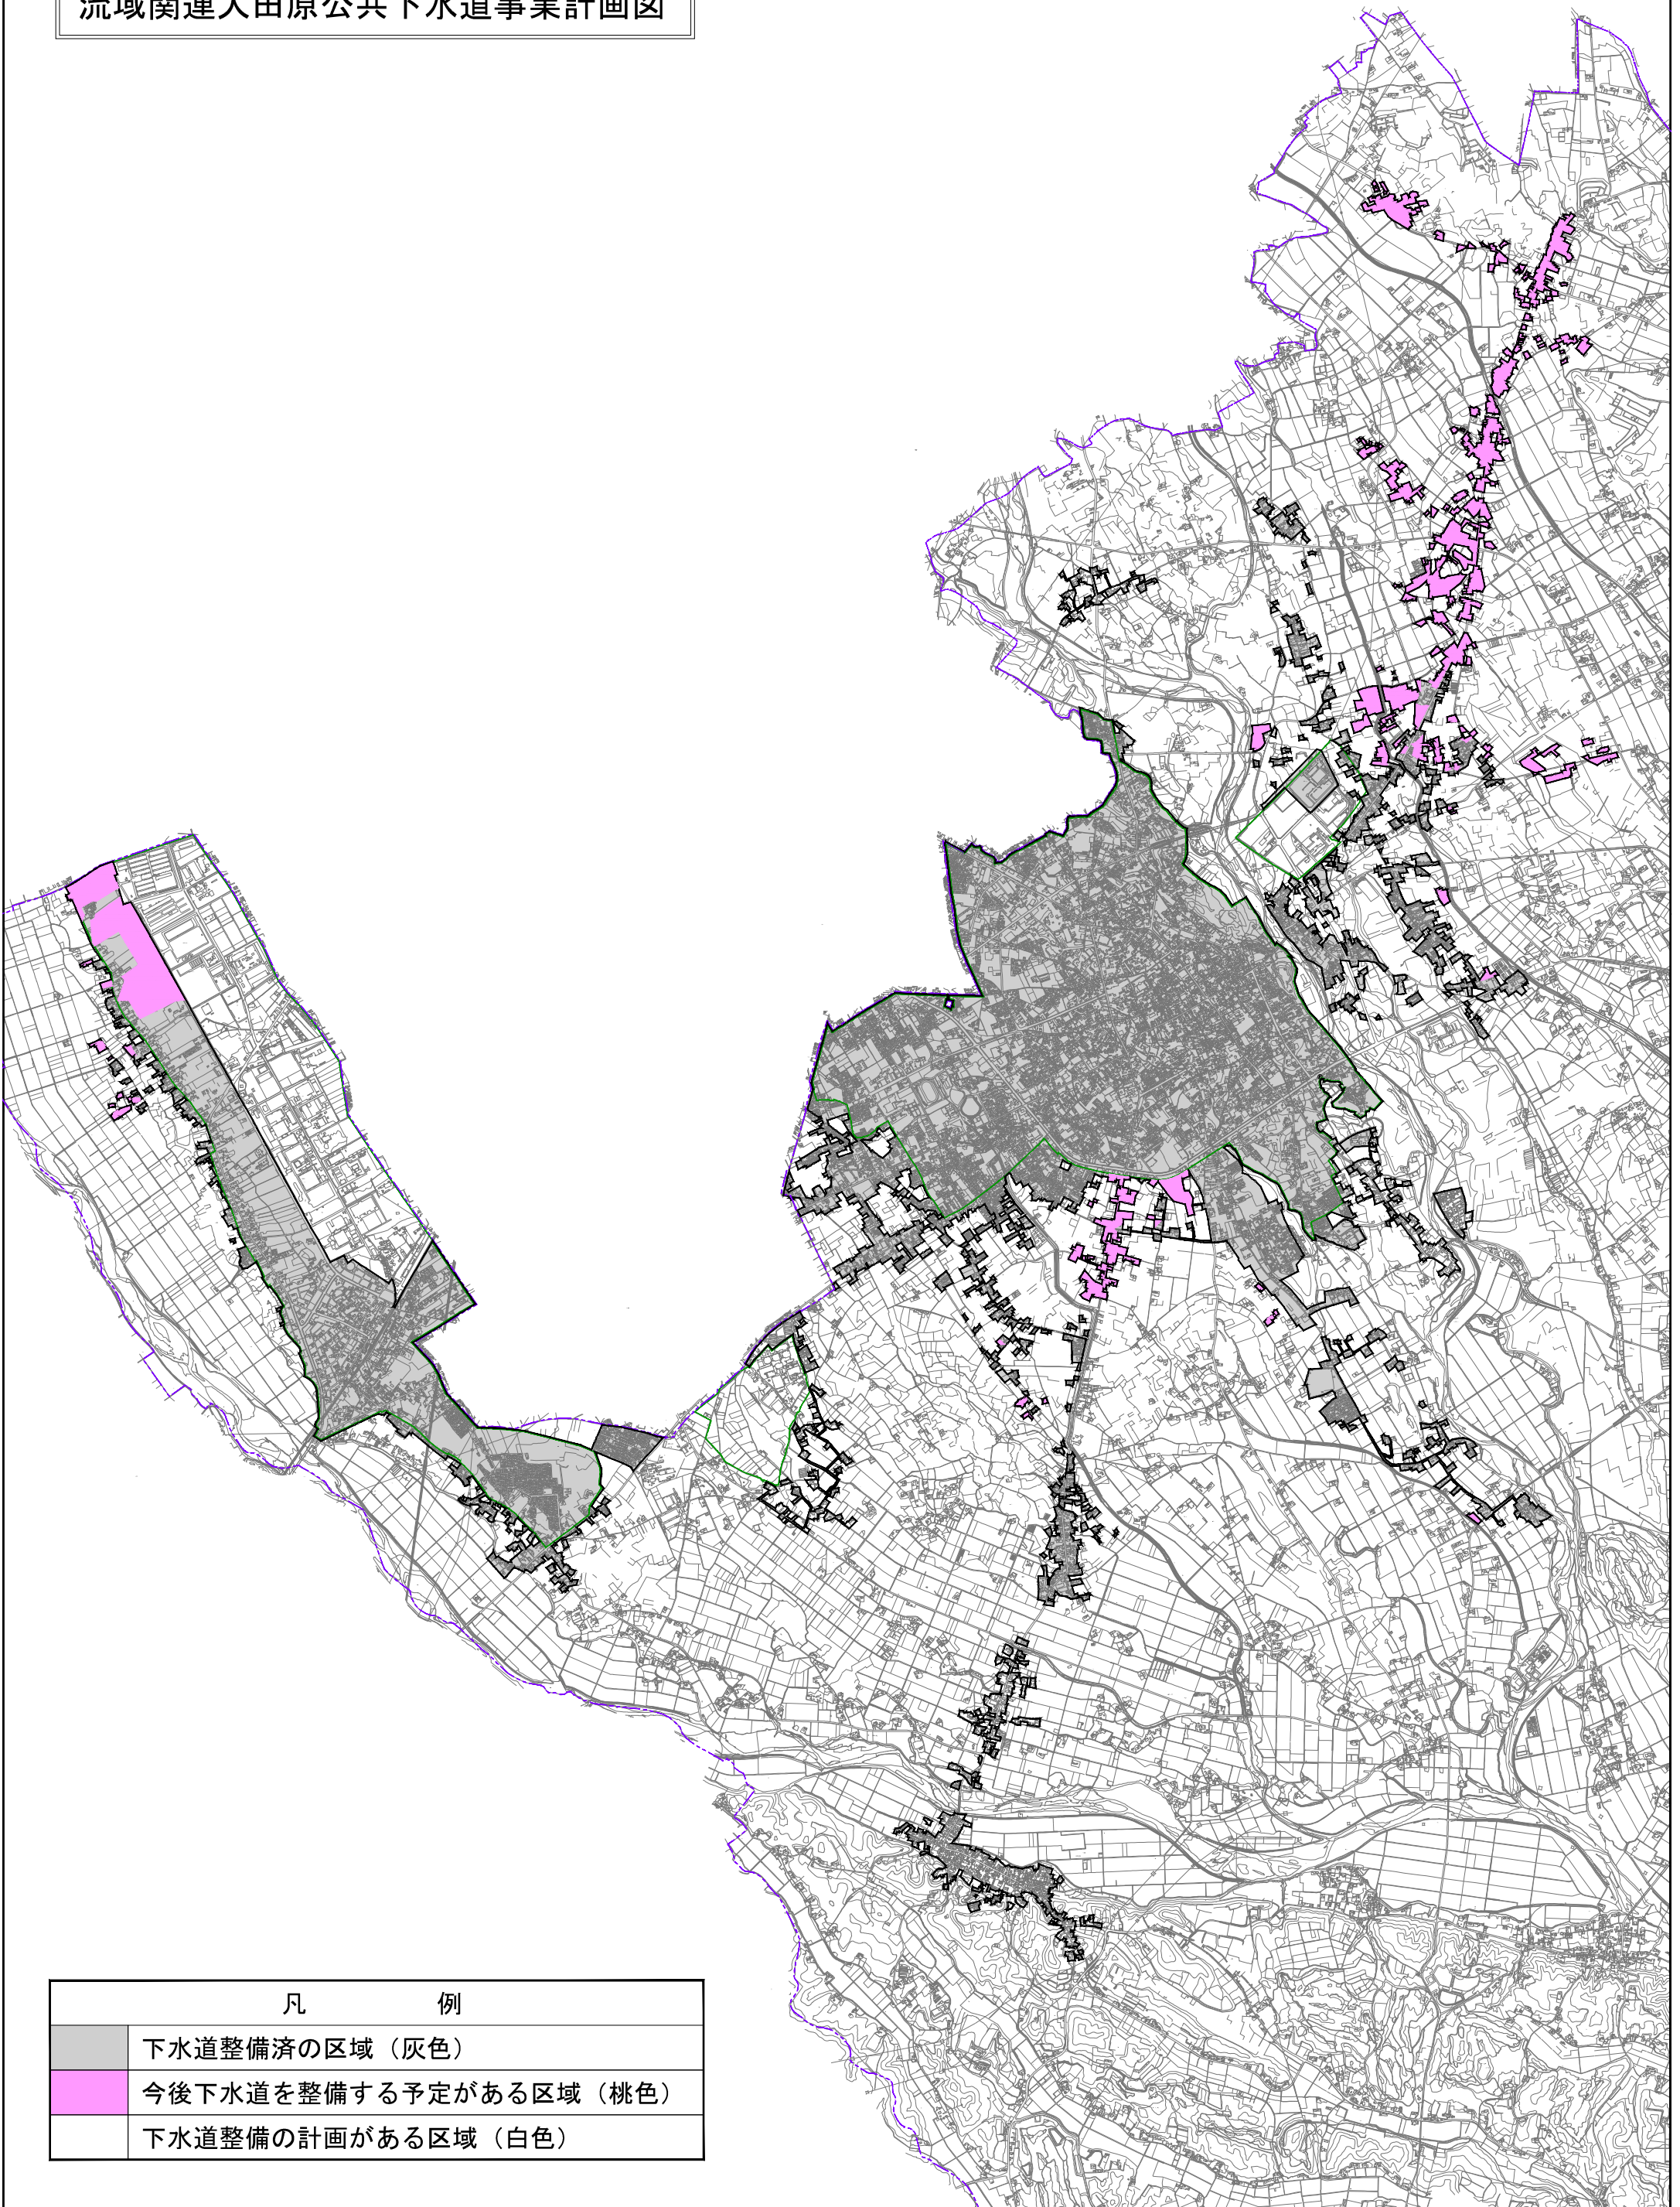 流域関連大田原公共下水道事業計画図
凡 例
下水道整備済の区域（灰色）
今後下水道を整備する予定がある区域（桃色）
下水道整備の計画がある区域（白色）